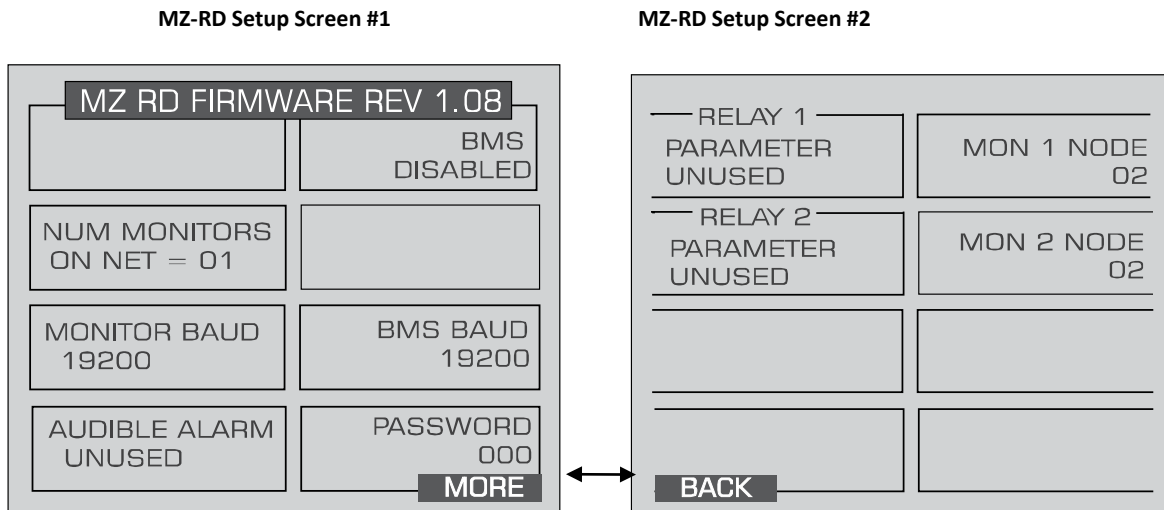 MZ-RD Setup Screen #1
MZ RD FIRMWARE REV 1.08
BMS
DISABLED
NUM MONITORS
ON NET = 01
MONITOR BAUD
19200
BMS BAUD
19200
AUDIBLE ALARM
UNUSED
PASSWORD
000
MORE
MZ-RD Setup Screen #2
RELAY 1
PARAMETER
UNUSED
MON 1 NODE
02
RELAY 2
PARAMETER
UNUSED
MON 2 NODE
02
BACK